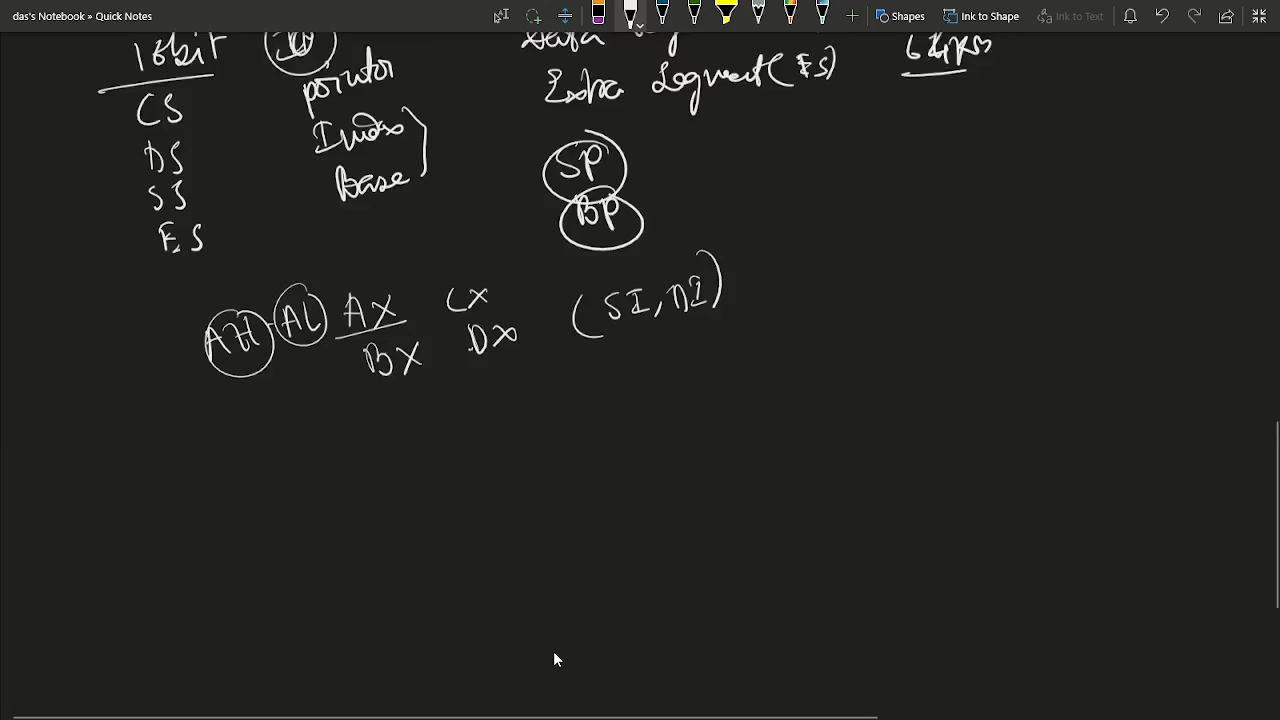 das's Notebook » Quick Notes
Shapes
Ink to Shape
Ink to Text
16bit
pointer
Index
Base
CS
DS
SS
ES
Extra Segment (ES)
SP
BP
AH AL AX CX (SI, DI)
BX DX